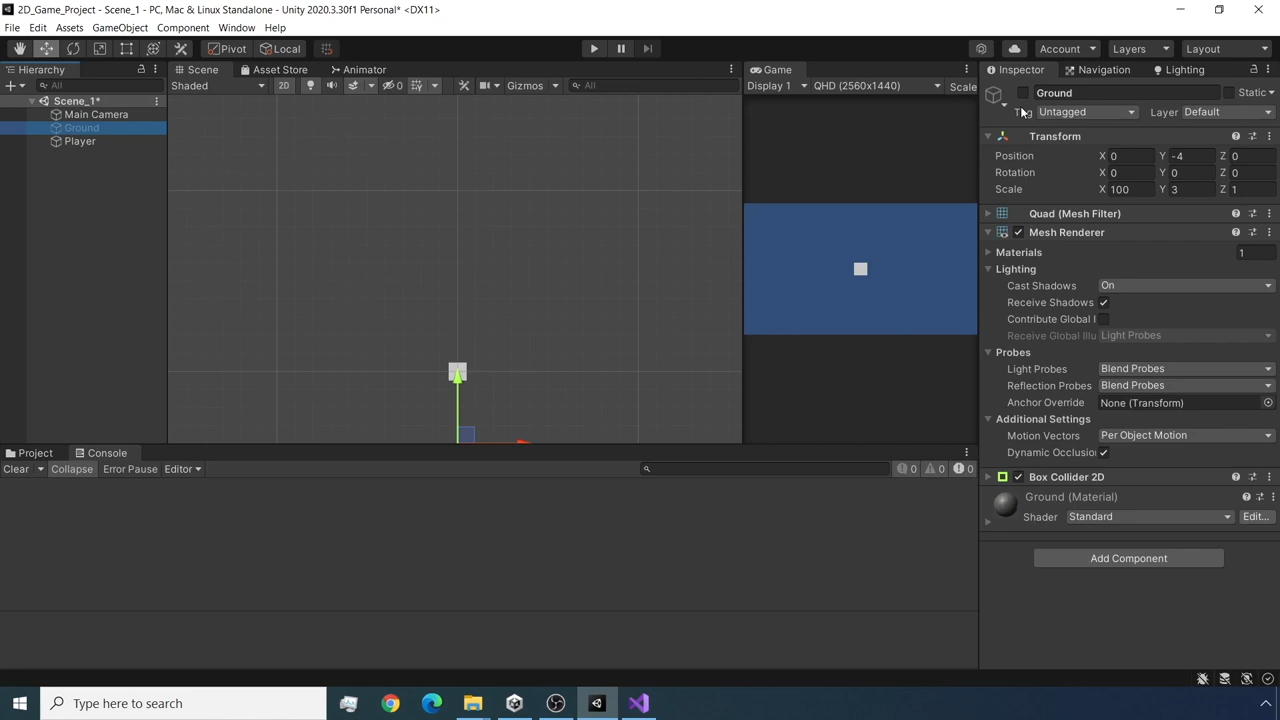 2D_Game_Project - Scene_1 - PC, Mac & Linux Standalone - Unity 2020.3.30f1 Personal* <DX11>
File Edit Assets GameObject Component Window Help
Pivot Local Account Layers Layout
Hierarchy Scene Asset Store Animator Game Inspector Navigation Lighting
All Shaded 2D 0 Gizmos All Display 1 QHD (2560x1440) Scale Ground Static
Scene_1*
Main Camera Tag Untagged Layer Default
Ground
Player Transform
Position X 0 Y -4 Z 0
Rotation X 0 Y 0 Z 0
Scale X 100 Y 3 Z 1
Quad (Mesh Filter)
Mesh Renderer
Materials 1
Lighting
Cast Shadows On
Receive Shadows
Contribute Global I
Receive Global Illu Light Probes
Probes
Light Probes Blend Probes
Reflection Probes Blend Probes
Anchor Override None (Transform)
Additional Settings
Motion Vectors Per Object Motion
Project Console Dynamic Occlusion
Clear Collapse Error Pause Editor 0 0 0
Box Collider 2D
Ground (Material)
Shader Standard Edit...
Add Component
Type here to search